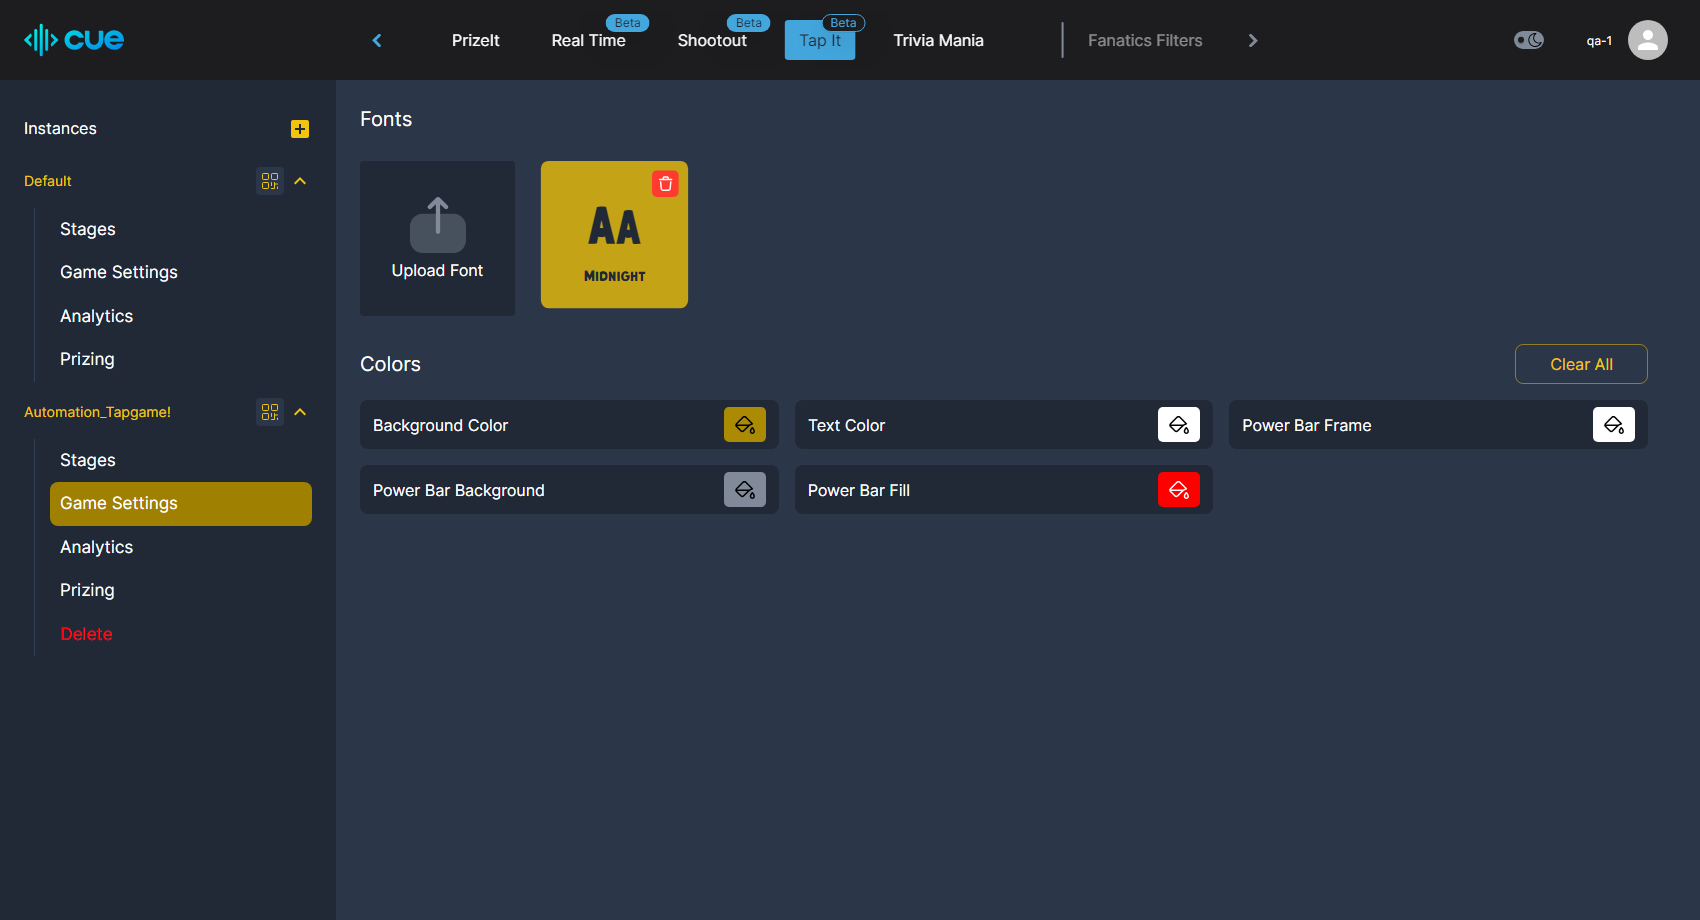 cue
PrizeIt
Real Time
Beta
Shootout
Beta
Tap It
Beta
Trivia Mania
Fanatics Filters
qa-1
Instances
Default
Stages
Game Settings
Analytics
Prizing
Automation_Tapgame!
Stages
Game Settings
Analytics
Prizing
Delete
Fonts
Upload Font
AA
MIDNIGHT
Colors
Clear All
Background Color
Text Color
Power Bar Frame
Power Bar Background
Power Bar Fill